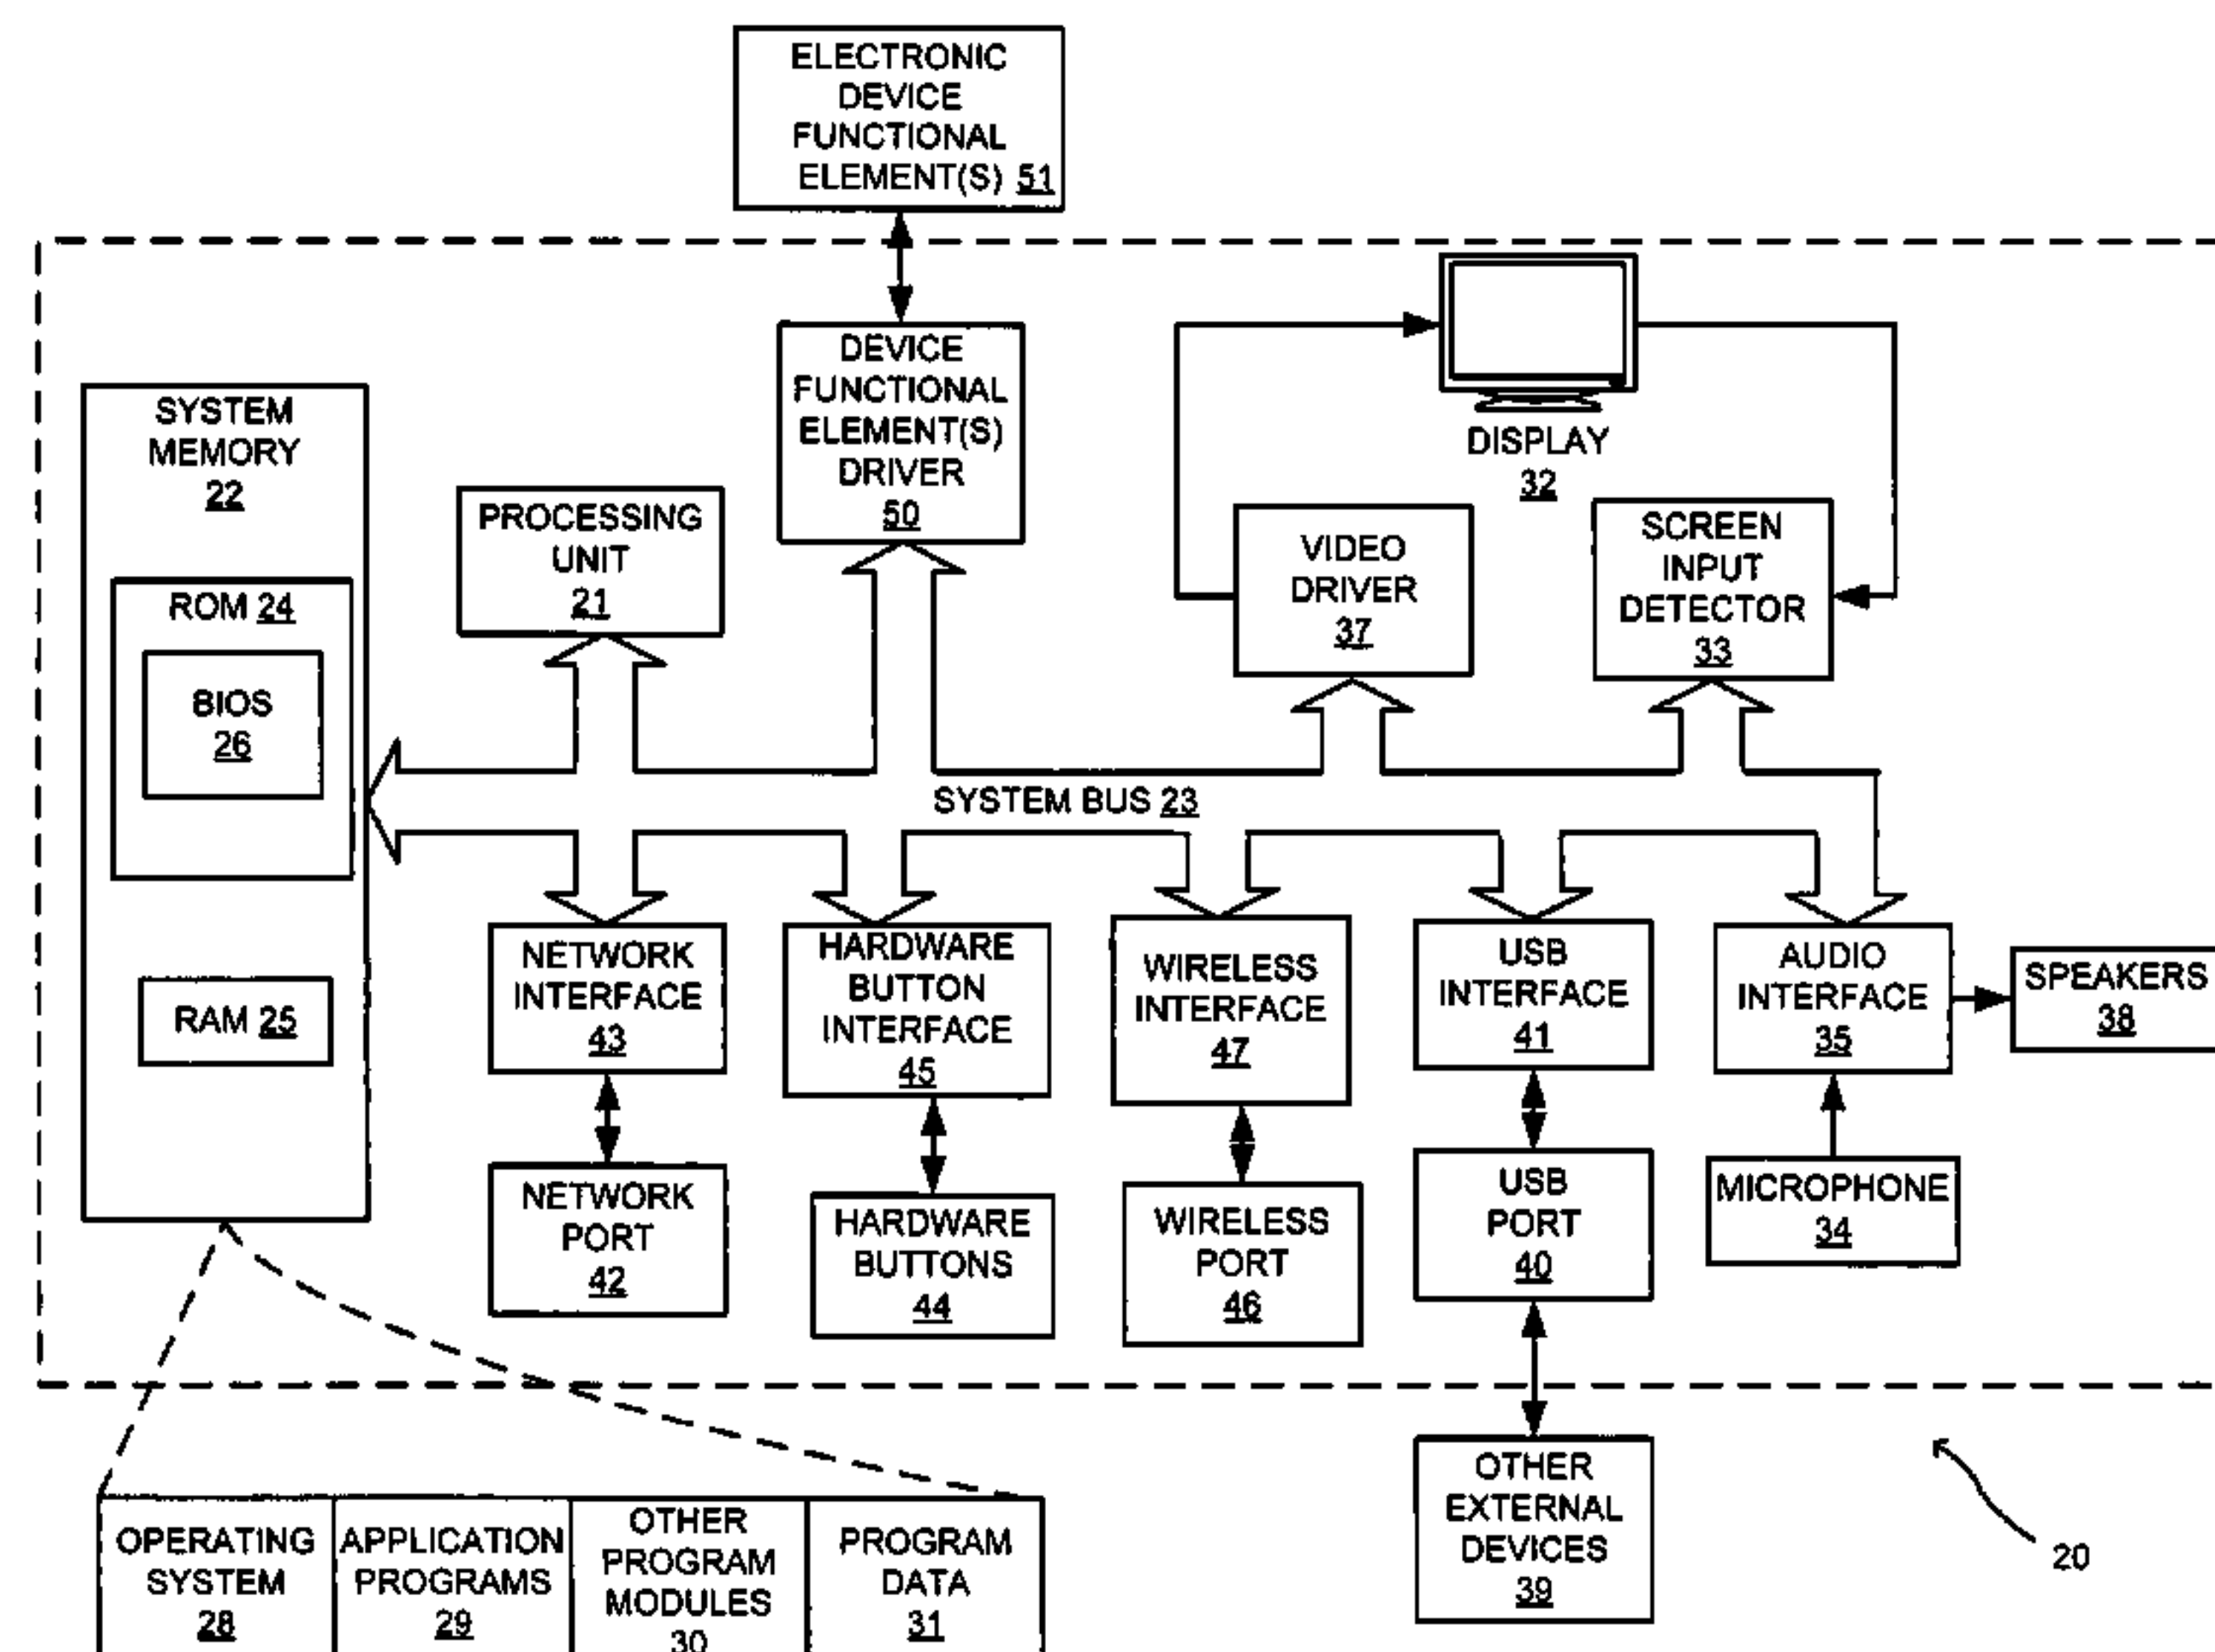 ELECTRONIC
DEVICE
FUNCTIONAL
ELEMENT(S) 51
DEVICE
FUNCTIONAL
ELEMENT(S)
DRIVER
50
DISPLAY
32
SYSTEM
MEMORY
22
PROCESSING
UNIT
21
VIDEO
DRIVER
37
SCREEN
INPUT
DETECTOR
33
ROM 24
BIOS
26
RAM 25
SYSTEM BUS 23
NETWORK
INTERFACE
43
HARDWARE
BUTTON
INTERFACE
45
WIRELESS
INTERFACE
47
USB
INTERFACE
41
AUDIO
INTERFACE
35
SPEAKERS
38
NETWORK
PORT
42
HARDWARE
BUTTONS
44
WIRELESS
PORT
46
USB
PORT
40
MICROPHONE
34
OPERATING
SYSTEM
28
APPLICATION
PROGRAMS
29
OTHER
PROGRAM
MODULES
30
PROGRAM
DATA
31
OTHER
EXTERNAL
DEVICES
39
20